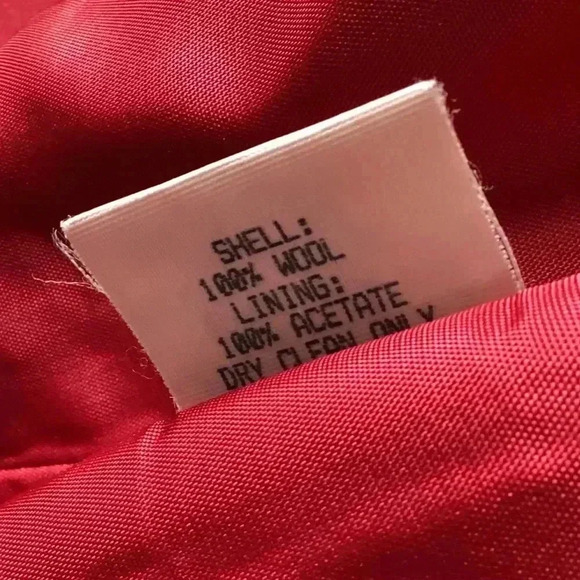 SHELL:
100% WOOL
LINING:
100% ACETATE
DRY CLEAN ONLY